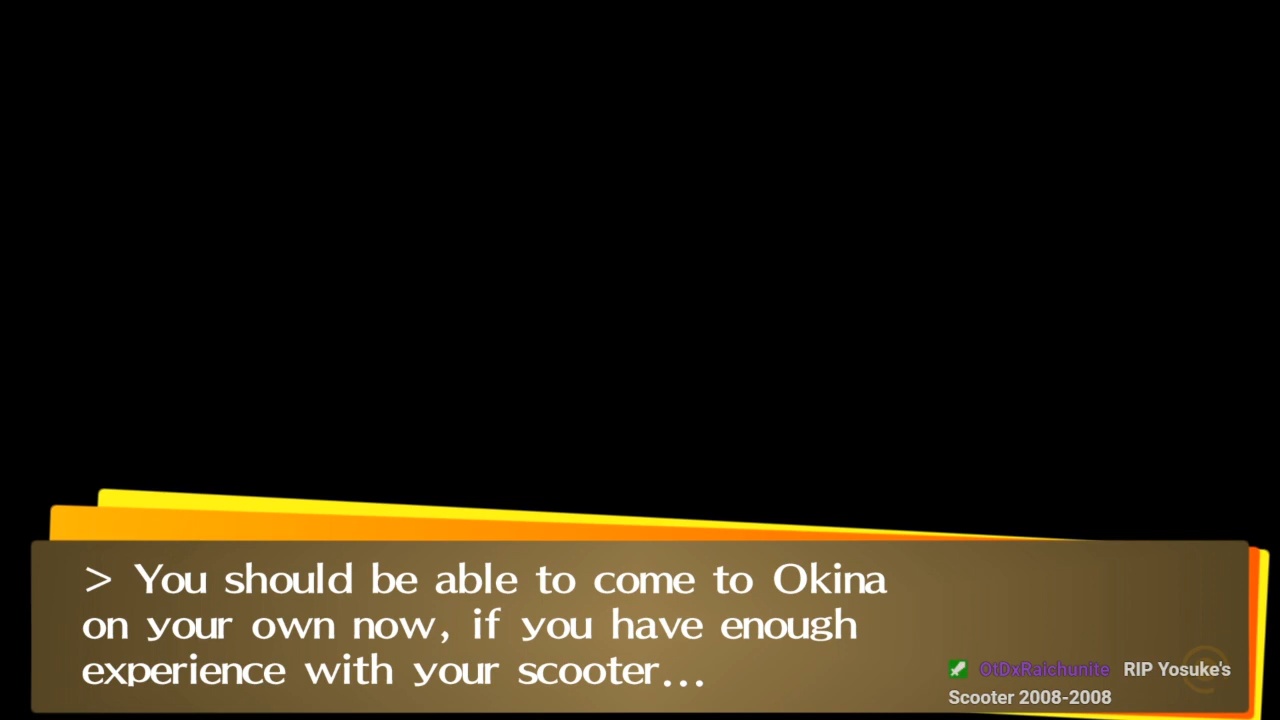 > You should be able to come to Okina
on your own now, if you have enough
experience with your scooter...
OtDxRaichunite RIP Yosuke's
Scooter 2008-2008